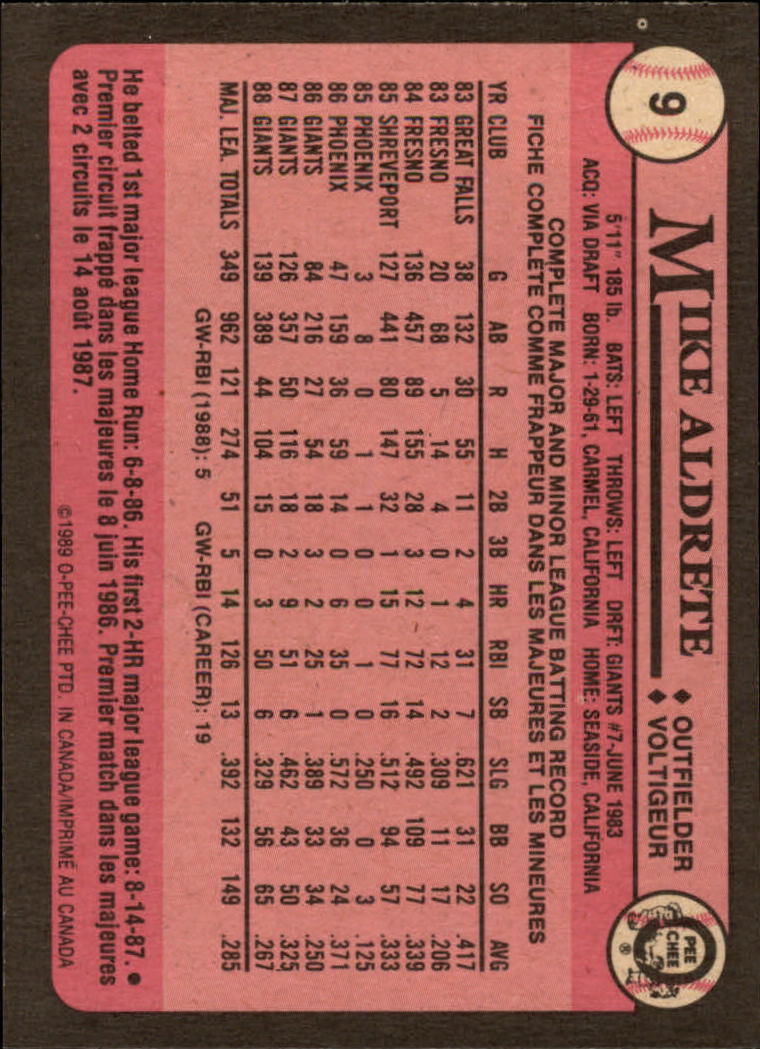 9
MIKE ALDRETE
♦ OUTFIELDER
♦ VOLTIGEUR
O PEE CHEE ®
5'11" 185 lb. BATS: LEFT THROWS: LEFT DRFT: GIANTS #7-JUNE 1983
ACQ: VIA DRAFT BORN: 1-29-61, CARMEL, CALIFORNIA HOME: SEASIDE, CALIFORNIA
COMPLETE MAJOR AND MINOR LEAGUE BATTING RECORD
FICHE COMPLÈTE COMME FRAPPEUR DANS LES MAJEURES ET LES MINEURES
YR CLUB G AB R H 2B 3B HR RBI SB SLG BB SO AVG
83 GREAT FALLS 38 132 30 55 11 2 4 31 7 .621 31 22 .417
83 FRESNO 20 68 5 14 4 0 1 12 2 .309 11 17 .206
84 FRESNO 136 457 89 155 28 3 12 72 14 .492 109 77 .339
85 SHREVEPORT 127 441 80 147 32 1 15 77 16 .512 94 57 .333
85 PHOENIX 3 8 0 1 1 0 0 1 0 .250 0 3 .125
86 PHOENIX 47 159 36 59 14 0 6 35 0 .572 36 24 .371
86 GIANTS 84 216 27 54 18 3 2 25 1 .389 33 34 .250
87 GIANTS 126 357 50 116 18 2 9 51 6 .462 43 50 .325
88 GIANTS 139 389 44 104 15 0 3 50 6 .329 56 65 .267
MAJ. LEA. TOTALS 349 962 121 274 51 5 14 126 13 .392 132 149 .285
GW-RBI (1988): 5 GW-RBI (CAREER): 19
He belted 1st major league Home Run: 6-8-86. His first 2-HR major league game: 8-14-87. •
Premier circuit frappé dans les majeures le 8 juin 1986. Premier match dans les majeures
avec 2 circuits le 14 août 1987.
©1989 O-PEE-CHEE PTD. IN CANADA/IMPRIMÉ AU CANADA